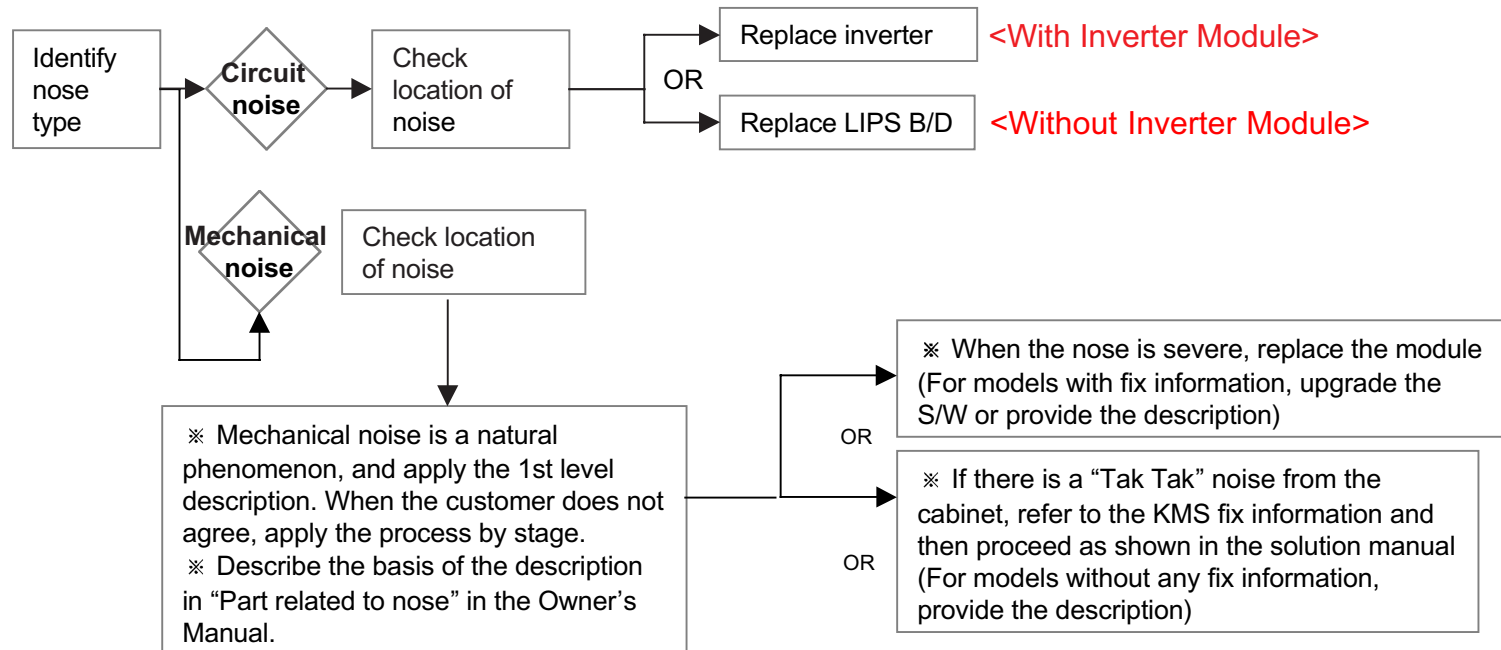 Identify
nose
type
Circuit
noise
Check
location of
noise
OR
Replace inverter
<With Inverter Module>
Replace LIPS B/D
<Without Inverter Module>
Mechanical
noise
Check location
of noise
※ Mechanical noise is a natural
phenomenon, and apply the 1st level
description. When the customer does not
agree, apply the process by stage.
※ Describe the basis of the description
in “Part related to nose” in the Owner’s
Manual.
OR
※ When the nose is severe, replace the module
(For models with fix information, upgrade the
S/W or provide the description)
OR
※ If there is a “Tak Tak” noise from the
cabinet, refer to the KMS fix information and
then proceed as shown in the solution manual
(For models without any fix information,
provide the description)